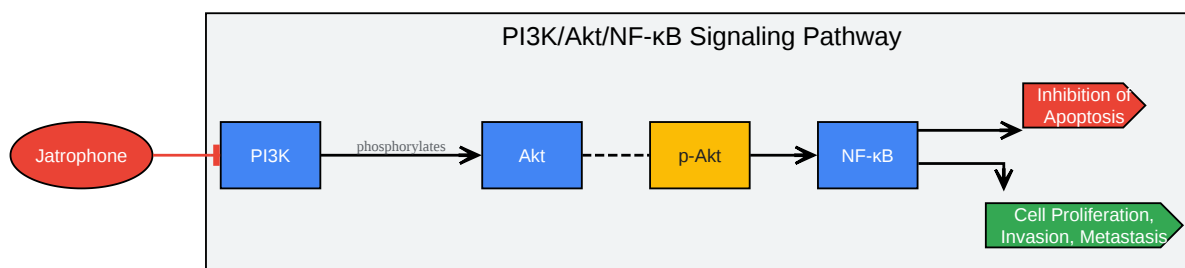 PI3K/Akt/NF-κB Signaling Pathway
Inhibition of
Apoptosis
Jatrophone
PI3K
phosphorylates
Akt
p-Akt
NF-κB
Cell Proliferation,
Invasion, Metastasis